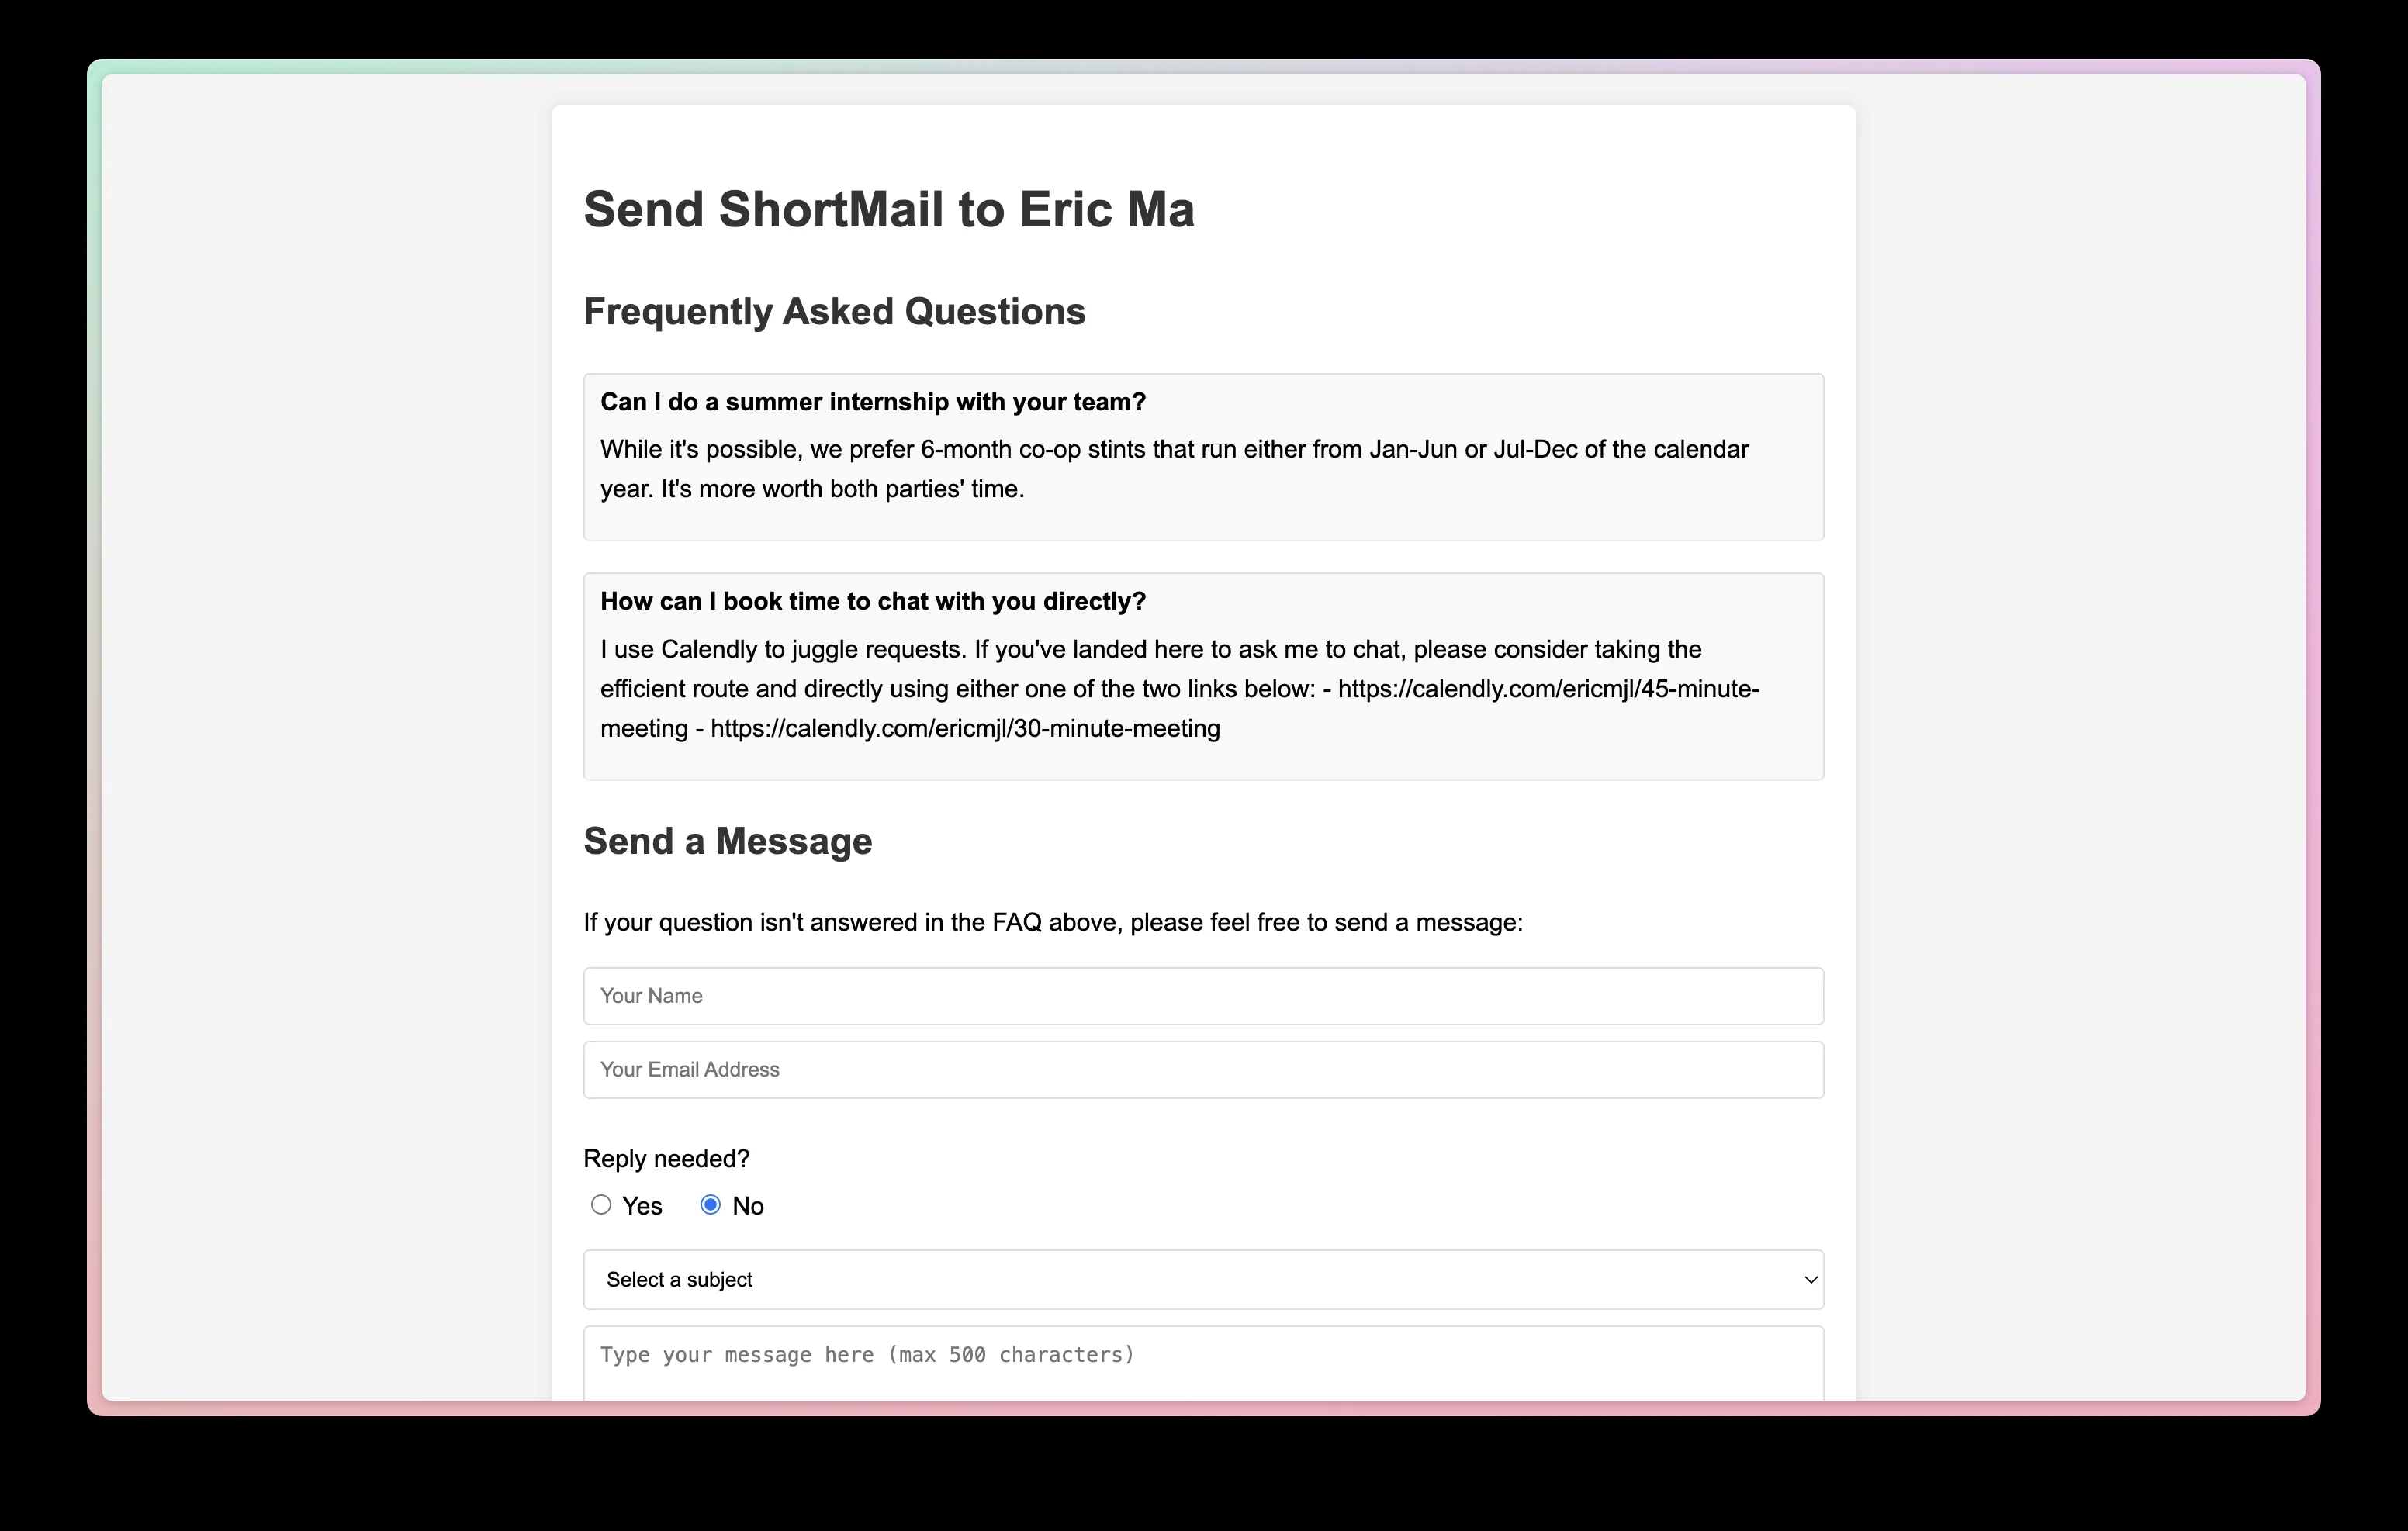 Send ShortMail to Eric Ma
Frequently Asked Questions
Can I do a summer internship with your team?
While it's possible, we prefer 6-month co-op stints that run either from Jan-Jun or Jul-Dec of the calendar
year. It's more worth both parties' time.
How can I book time to chat with you directly?
I use Calendly to juggle requests. If you've landed here to ask me to chat, please consider taking the
efficient route and directly using either one of the two links below: - https://calendly.com/ericmjl/45-minute-
meeting - https://calendly.com/ericmjl/30-minute-meeting
Send a Message
If your question isn't answered in the FAQ above, please feel free to send a message:
Your Name
Your Email Address
Reply needed?
Yes No
Select a subject
Type your message here (max 500 characters)